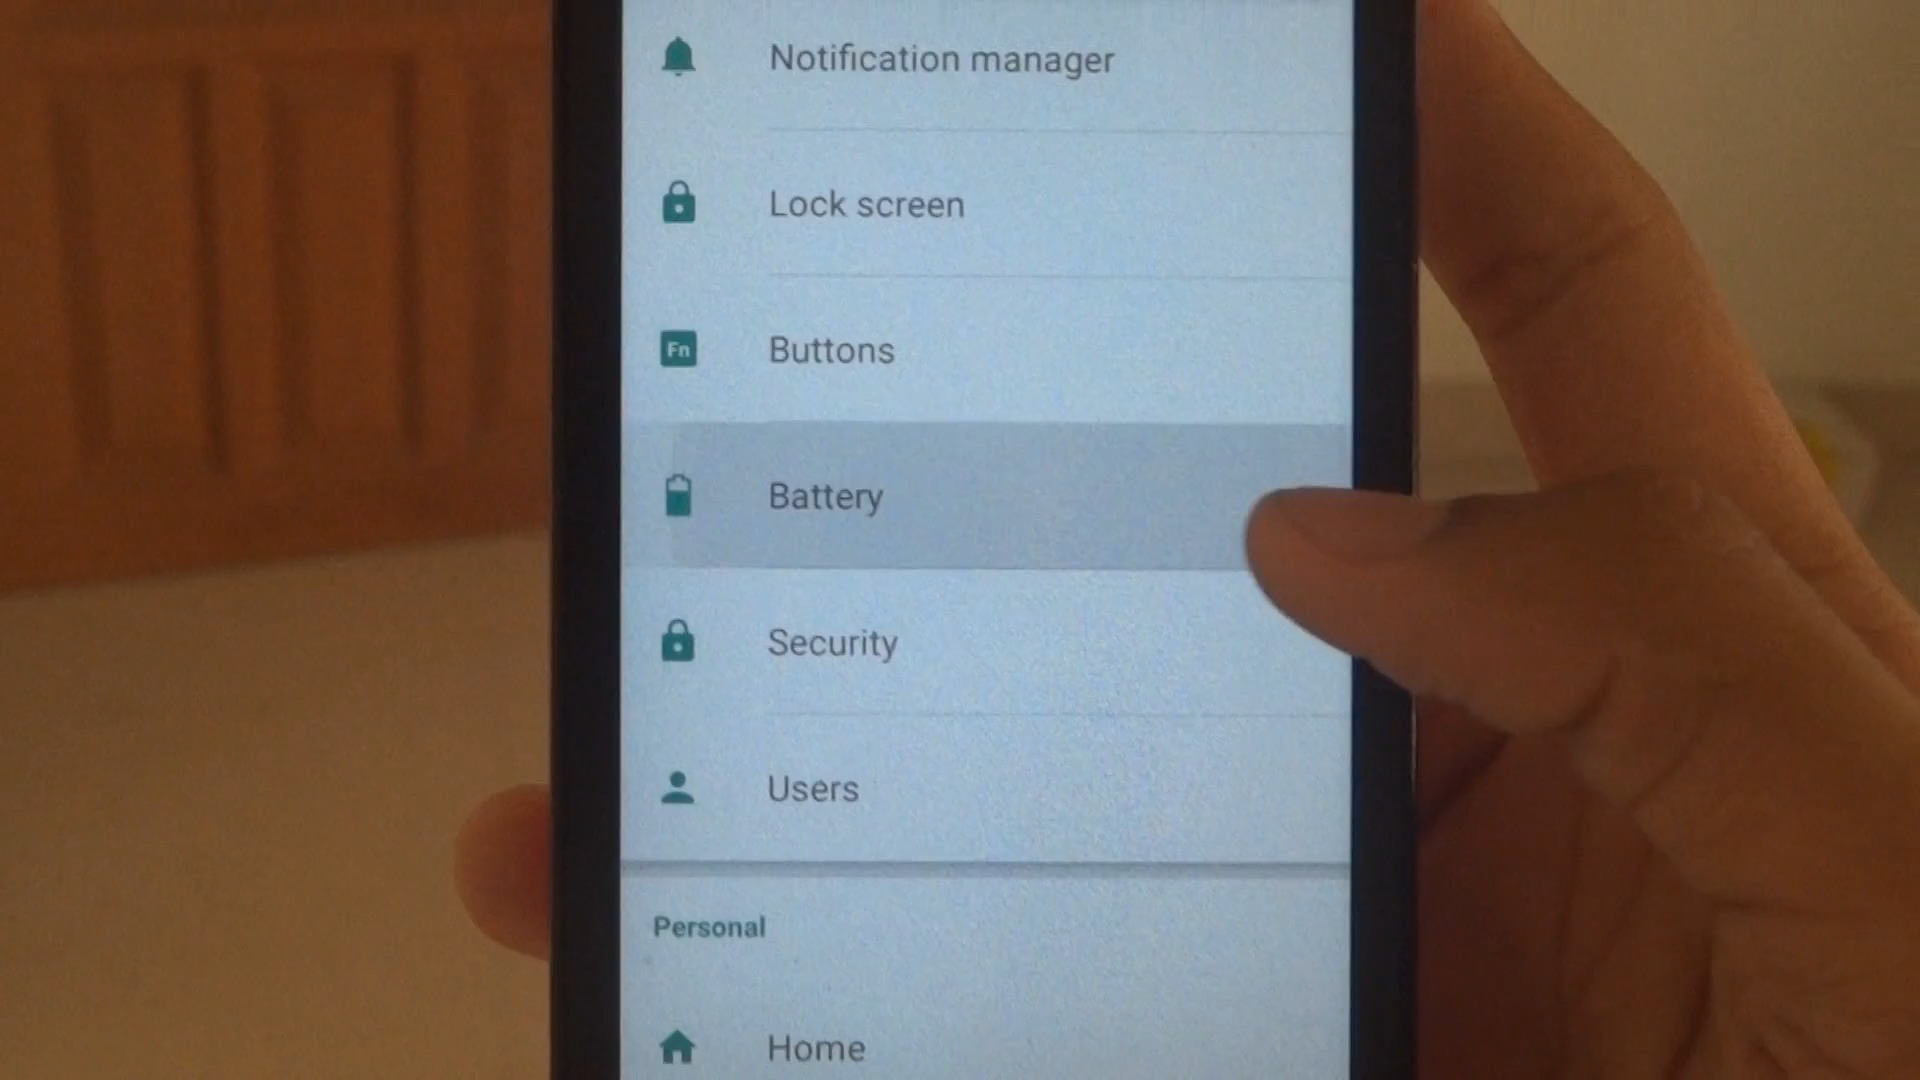 Notification manager
Lock screen
Fn
Buttons
Battery
Security
Users
Personal
Home